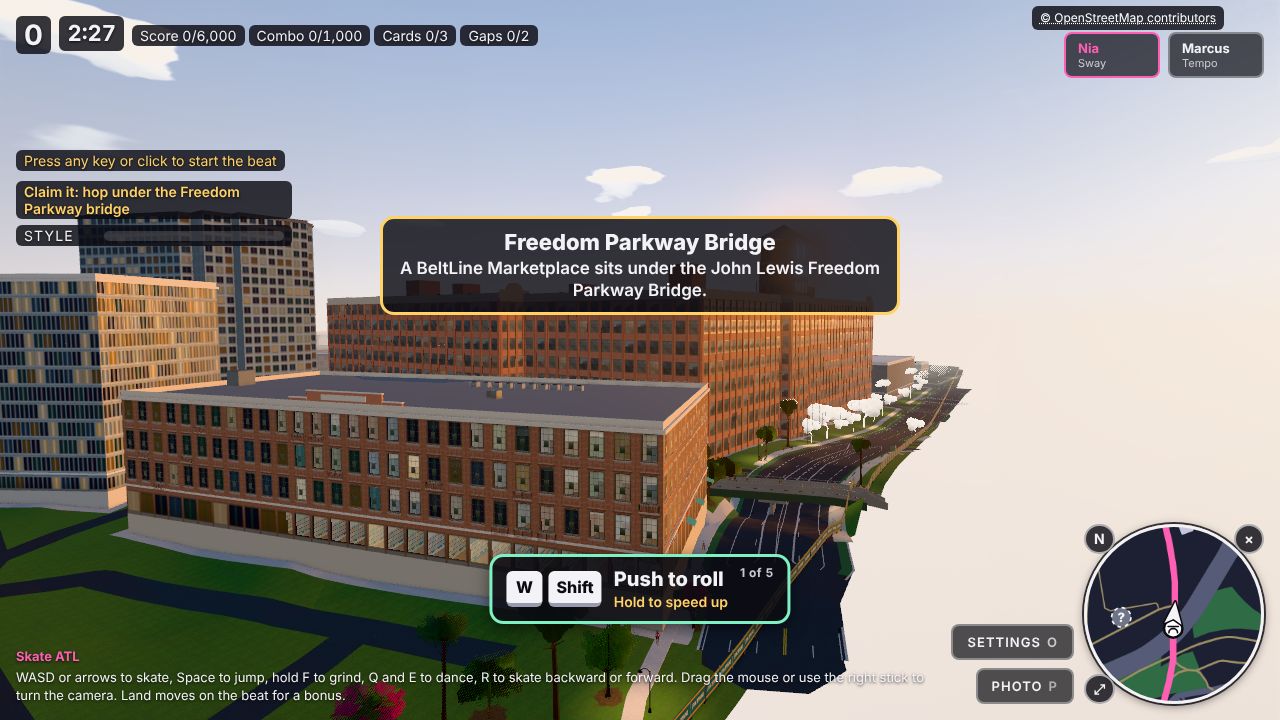 0
2:27
Score 0/6,000
Combo 0/1,000
Cards 0/3
Gaps 0/2
© OpenStreetMap contributors
Nia
Sway
Marcus
Tempo
Press any key or click to start the beat
Claim it: hop under the Freedom
Parkway bridge
STYLE
Freedom Parkway Bridge
A BeltLine Marketplace sits under the John Lewis Freedom
Parkway Bridge.
W
Shift
Push to roll
1 of 5
Hold to speed up
N
×
?
SETTINGS O
PHOTO P
Skate ATL
WASD or arrows to skate, Space to jump, hold F to grind, Q and E to dance, R to skate backward or forward. Drag the mouse or use the right stick to
turn the camera. Land moves on the beat for a bonus.